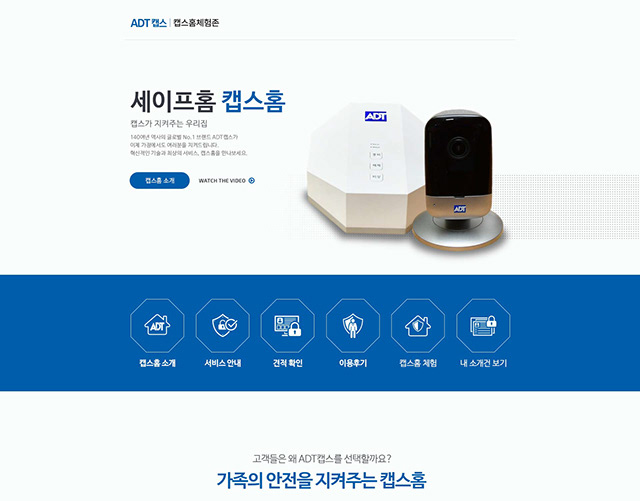 ADT 캡스 | 캡스홈체험존
세이프홈 캡스홈
캡스가 지켜주는 우리집
140여년 역사의 글로벌 No.1 브랜드 ADT캡스가
이제 가정에서도 여러분을 지켜드립니다.
혁신적인 기술과 최상의 서비스, 캡스홈을 만나보세요.
캡스홈 소개
WATCH THE VIDEO
ADT
ADT
ADT
캡스홈 소개
서비스 안내
견적 확인
이용후기
캡스홈 체험
내 소개건 보기
고객들은 왜 ADT캡스를 선택할까요?
가족의 안전을 지켜주는 캡스홈